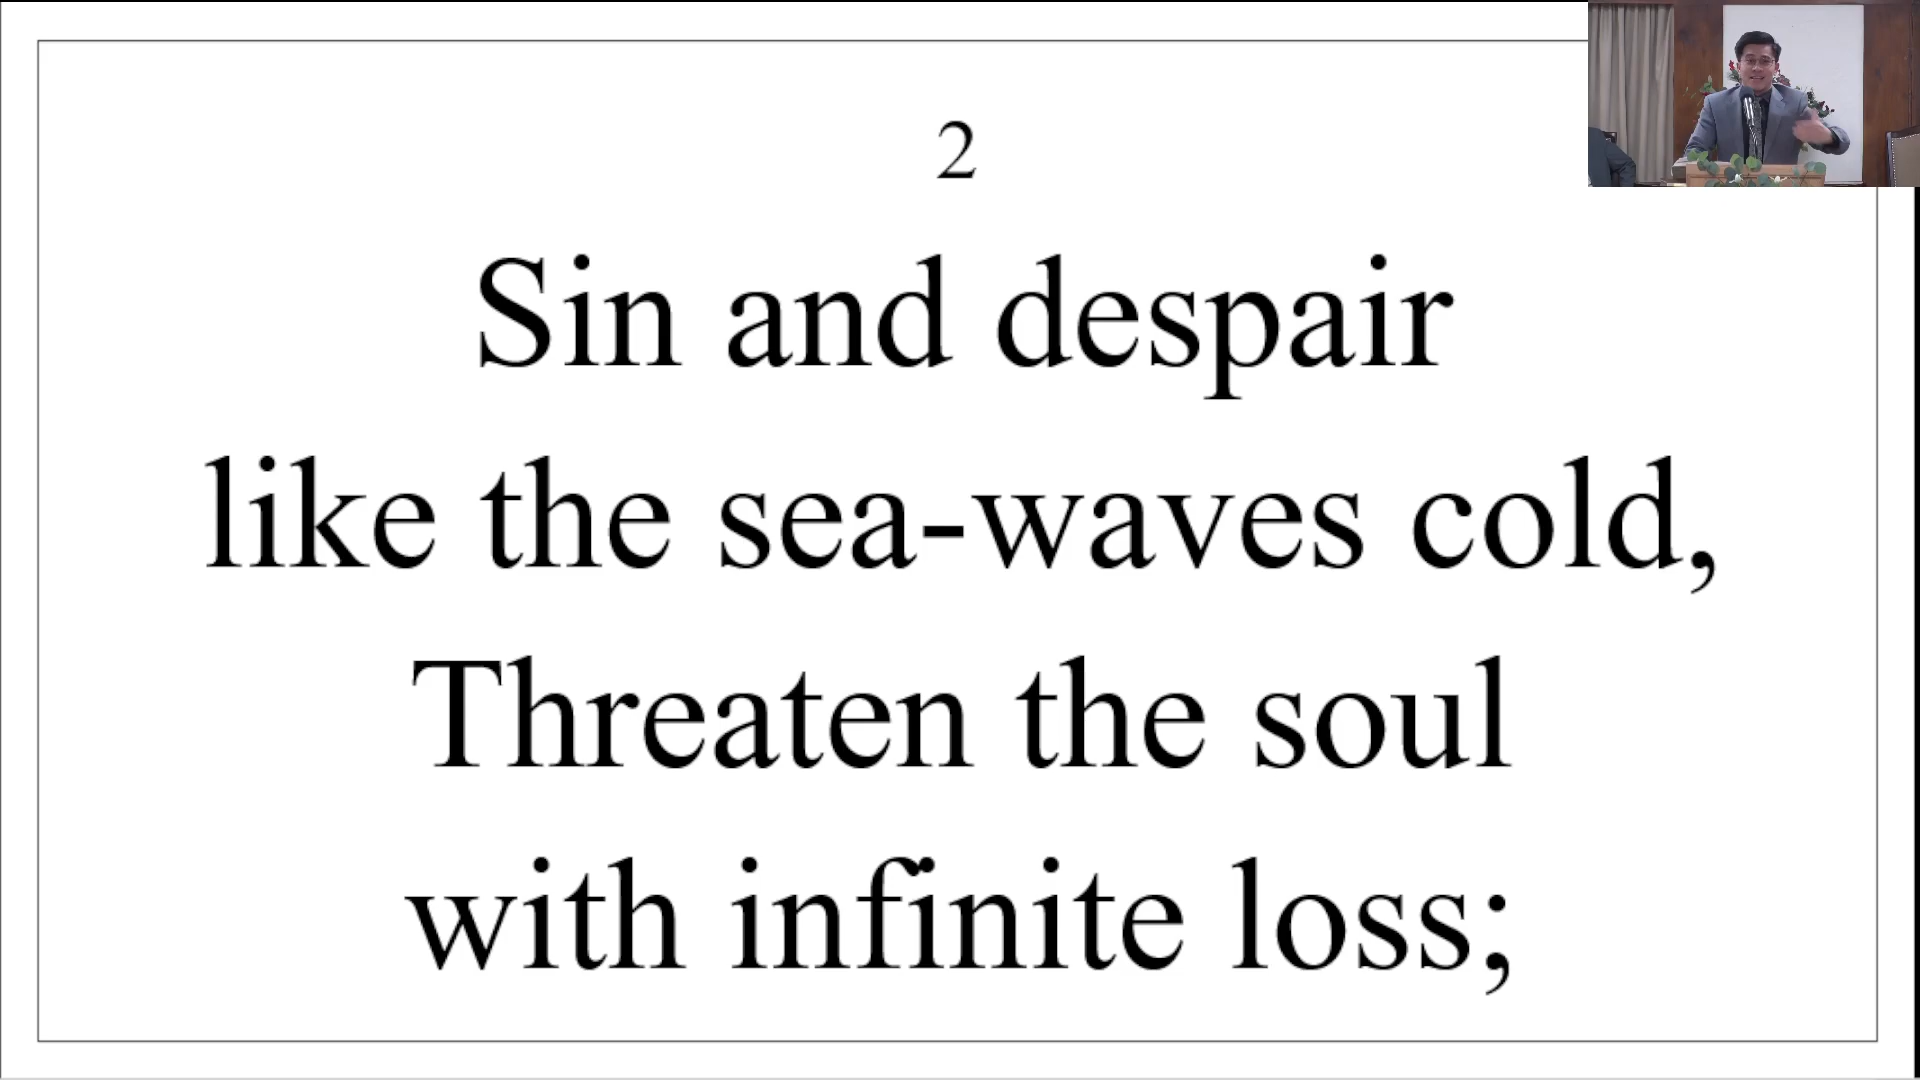 2
Sin and despair
like the sea-waves cold,
Threaten the soul
with infinite loss;